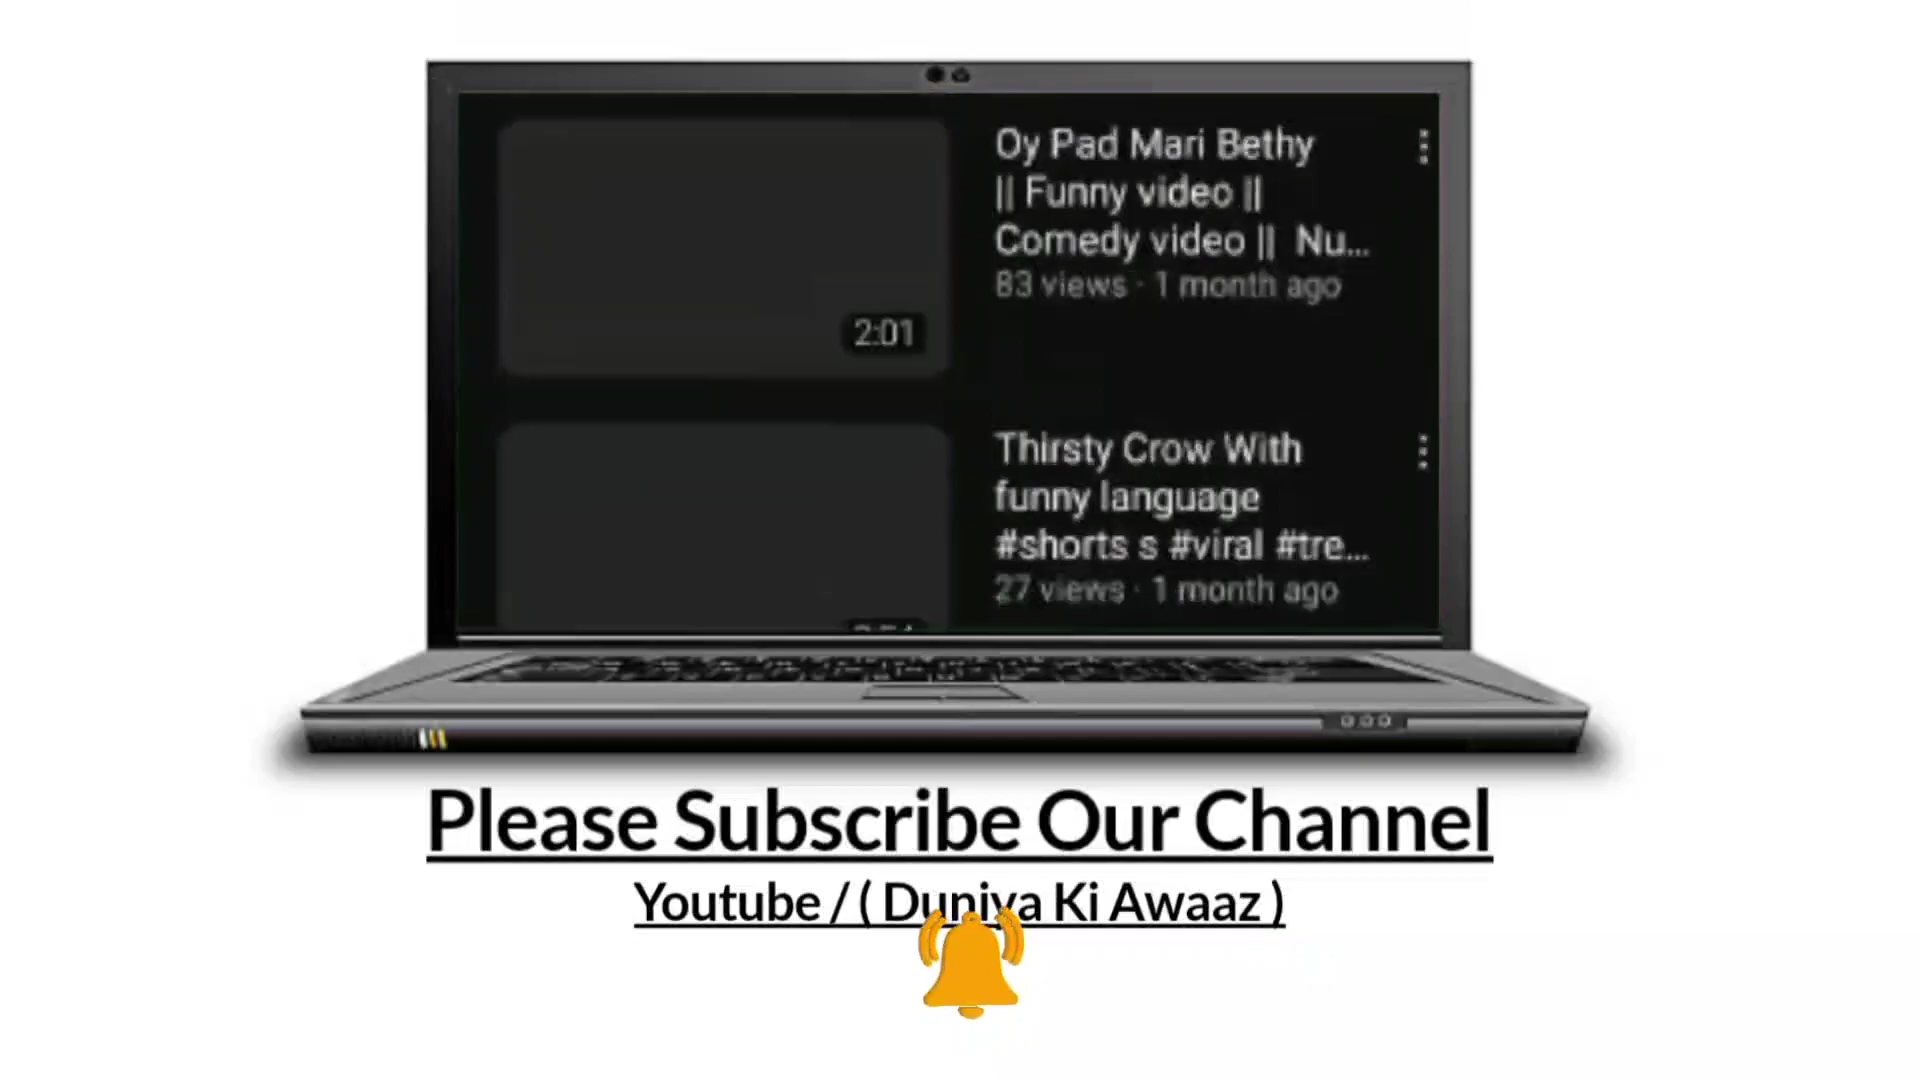 Oy Pad Mari Bethy
|| Funny video ||
Comedy video || Nu...
83 views · 1 month ago
2:01
Thirsty Crow With
funny language
#shorts s #viral #tre...
27 views · 1 month ago
Please Subscribe Our Channel
Youtube / ( Duniya Ki Awaaz )